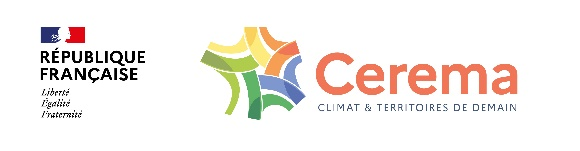 RÉPUBLIQUE
FRANÇAISE
Liberté
Égalité
Fraternité
Cerema
CLIMAT & TERRITOIRES DE DEMAIN